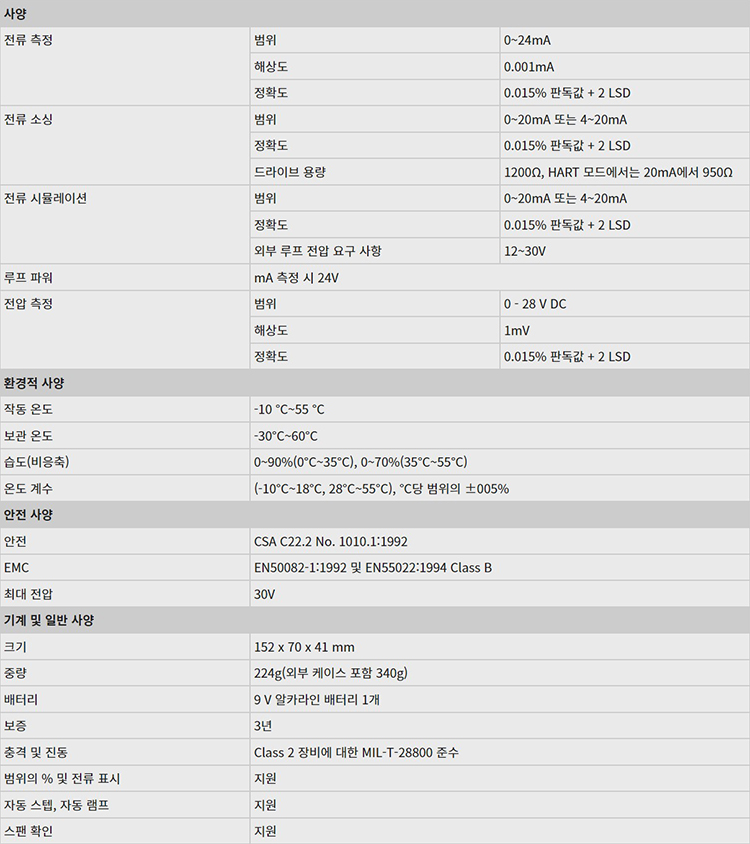 사양
전류 측정 범위 0~24mA
해상도 0.001mA
정확도 0.015% 판독값 + 2 LSD
전류 소싱 범위 0~20mA 또는 4~20mA
정확도 0.015% 판독값 + 2 LSD
드라이브 용량 1200Ω, HART 모드에서는 20mA에서 950Ω
전류 시뮬레이션 범위 0~20mA 또는 4~20mA
정확도 0.015% 판독값 + 2 LSD
외부 루프 전압 요구 사항 12~30V
루프 파워 mA 측정 시 24V
전압 측정 범위 0 - 28 V DC
해상도 1mV
정확도 0.015% 판독값 + 2 LSD
환경적 사양
작동 온도 -10 °C~55 °C
보관 온도 -30°C~60°C
습도(비응축) 0~90%(0°C~35°C), 0~70%(35°C~55°C)
온도 계수 (-10°C~18°C, 28°C~55°C), °C당 범위의 ±005%
안전 사양
안전 CSA C22.2 No. 1010.1:1992
EMC EN50082-1:1992 및 EN55022:1994 Class B
최대 전압 30V
기계 및 일반 사양
크기 152 x 70 x 41 mm
중량 224g(외부 케이스 포함 340g)
배터리 9 V 알카라인 배터리 1개
보증 3년
충격 및 진동 Class 2 장비에 대한 MIL-T-28800 준수
범위의 % 및 전류 표시 지원
자동 스텝, 자동 램프 지원
스팬 확인 지원